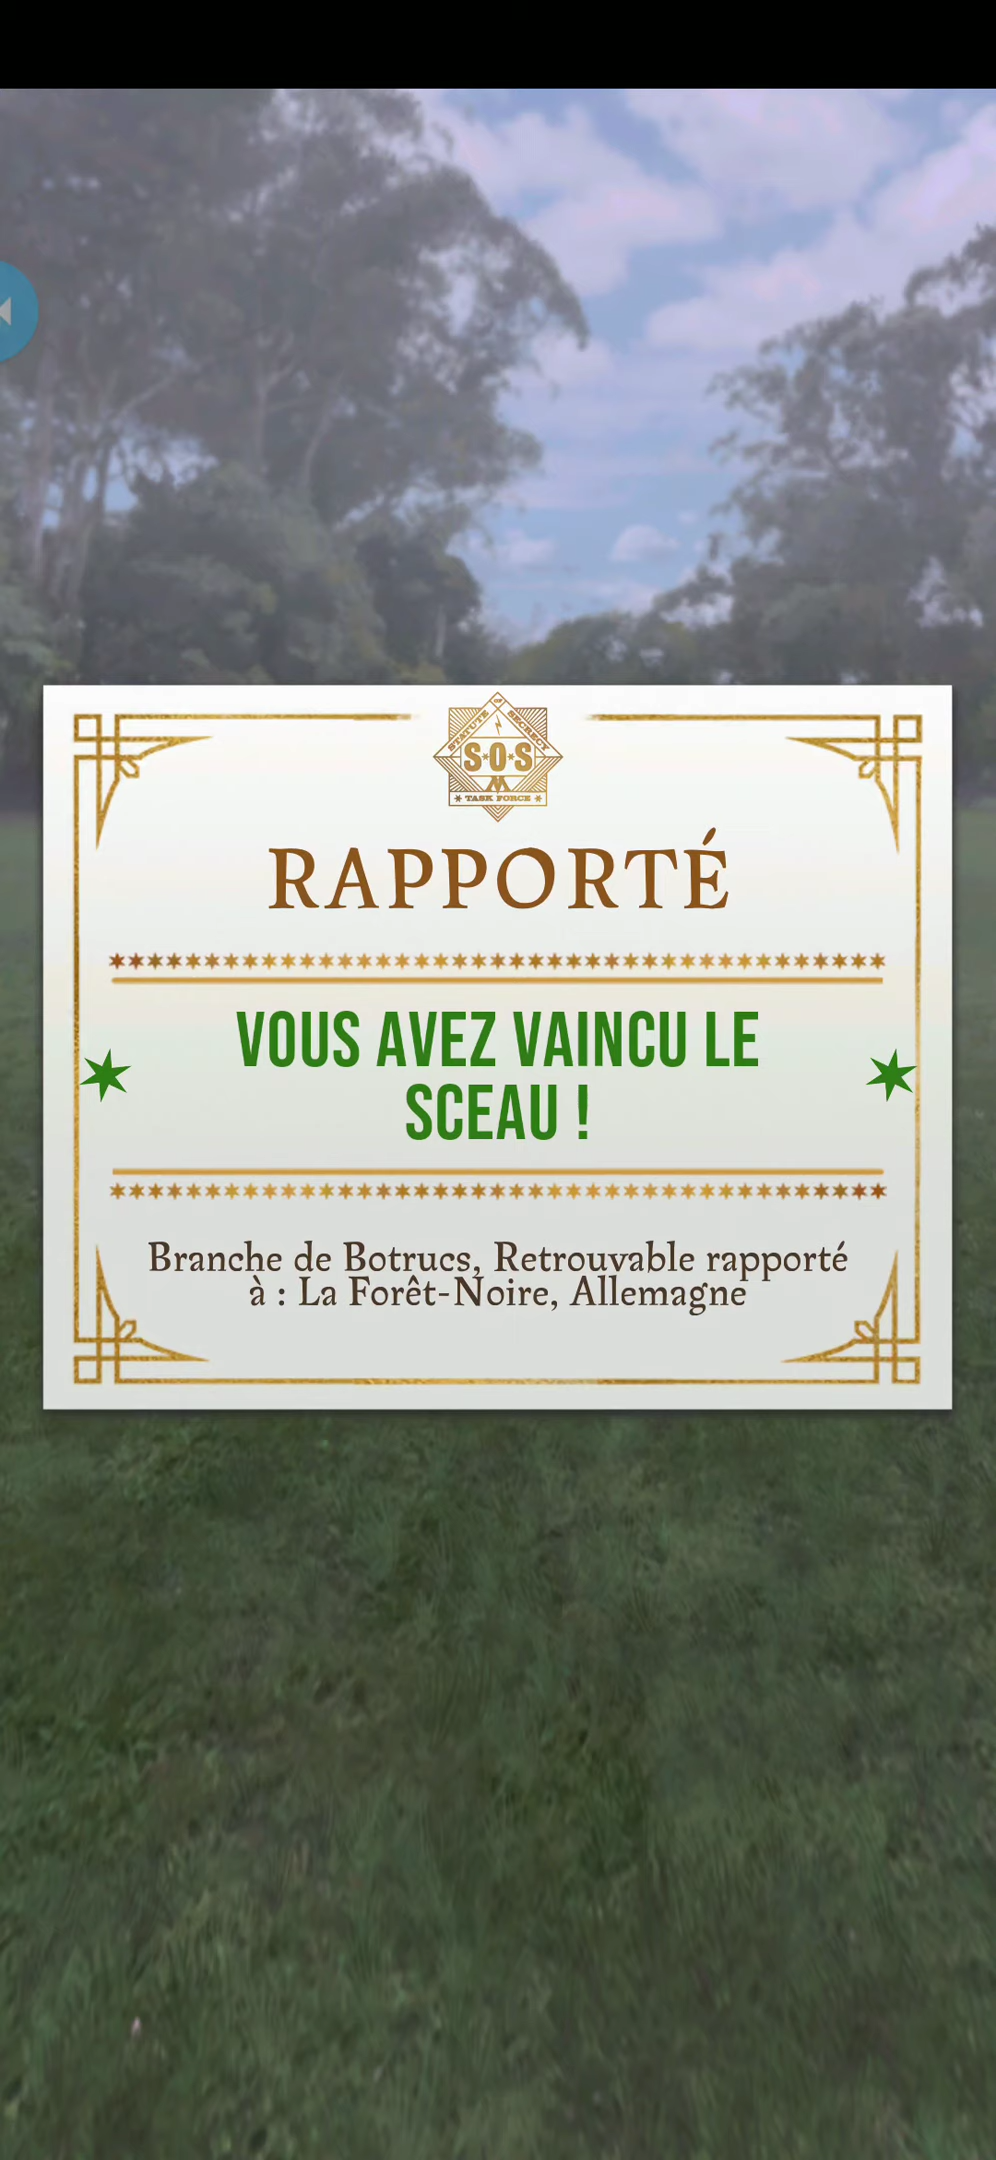 STATUTE OF SECRECY
S*O*S
* TASK FORCE *
RAPPORTÉ
VOUS AVEZ VAINCU LE
SCEAU !
Branche de Botrucs, Retrouvable rapporté
à : La Forêt-Noire, Allemagne